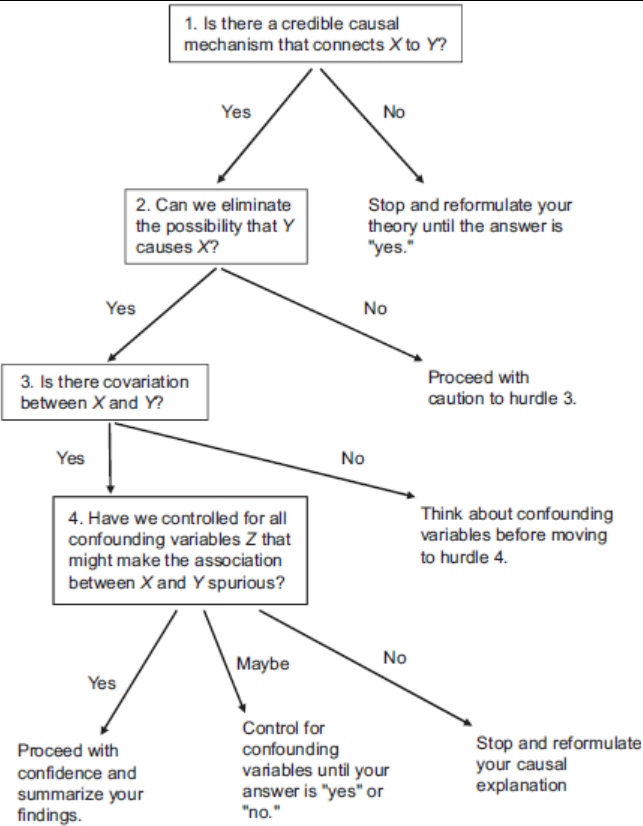 1. Is there a credible causal
mechanism that connects X to Y?
Yes
No
2. Can we eliminate
the possibility that Y
causes X?
Stop and reformulate your
theory until the answer is
"yes."
Yes
No
3. Is there covariation
between X and Y?
Proceed with
caution to hurdle 3.
Yes
No
4. Have we controlled for all
confounding variables Z that
might make the association
between X and Y spurious?
Think about confounding
variables before moving
to hurdle 4.
Yes
Maybe
No
Proceed with
confidence and
summarize your
findings.
Control for
confounding
variables until your
answer is "yes" or
"no."
Stop and reformulate
your causal
explanation